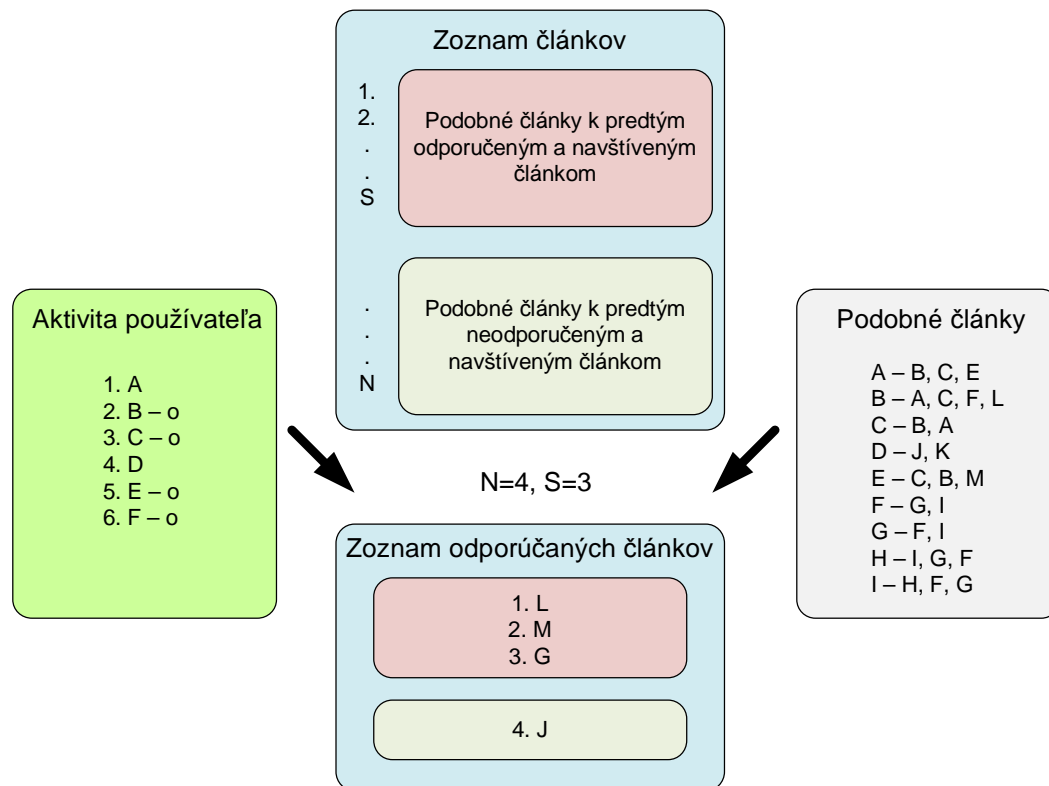 Zoznam článkov
1.
2.
.
.
S
Podobné články k predtým
odporučeným a navštíveným
článkom
.
.
.
N
Podobné články k predtým
neodporučeným a
navštíveným článkom
Aktivita používateľa
1. A
2. B – o
3. C – o
4. D
5. E – o
6. F – o
Podobné články
A – B, C, E
B – A, C, F, L
C – B, A
D – J, K
E – C, B, M
F – G, I
G – F, I
H – I, G, F
I – H, F, G
N=4, S=3
Zoznam odporúčaných článkov
1. L
2. M
3. G
4. J